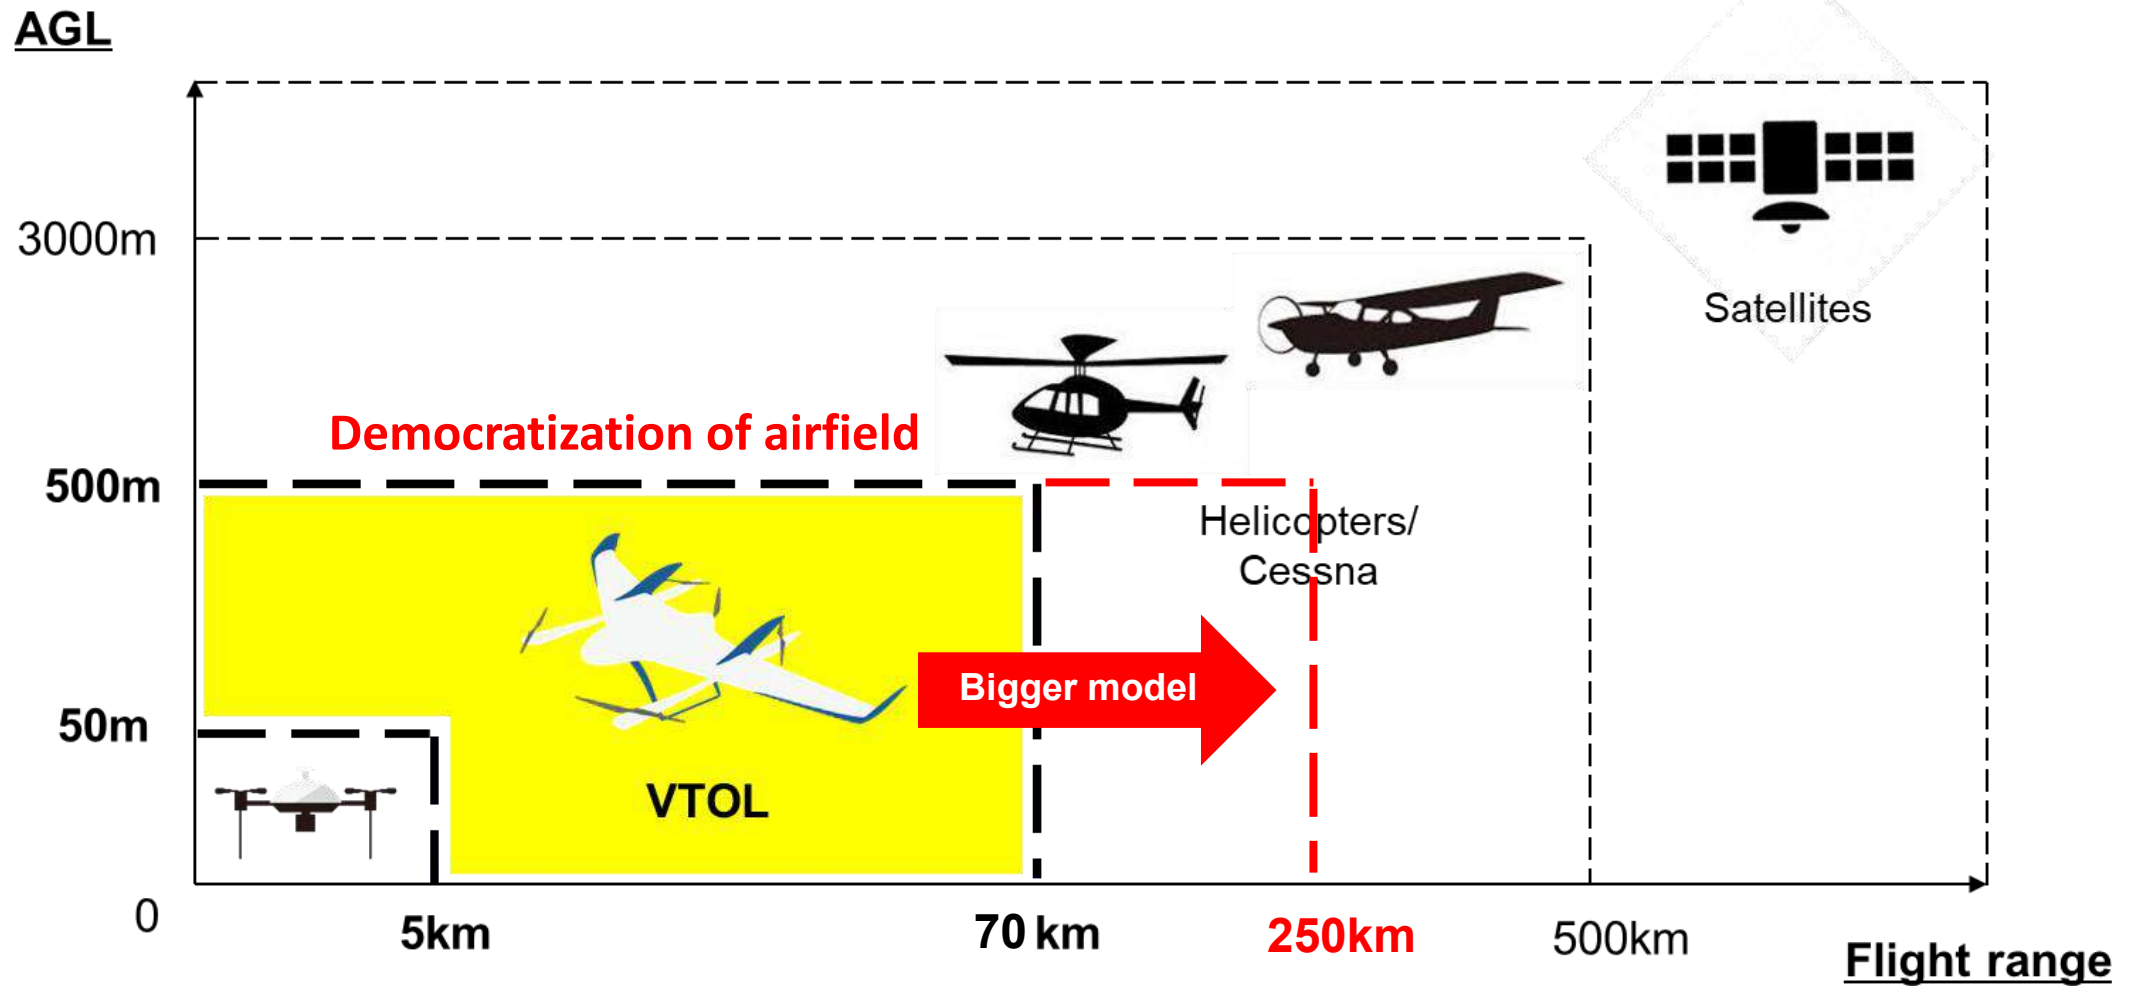 AGL
3000m
Satellites
Democratization of airfield
500m
Helicopters/
Cessna
Bigger model
50m
VTOL
0
5km
70 km
250km
500km
Flight range